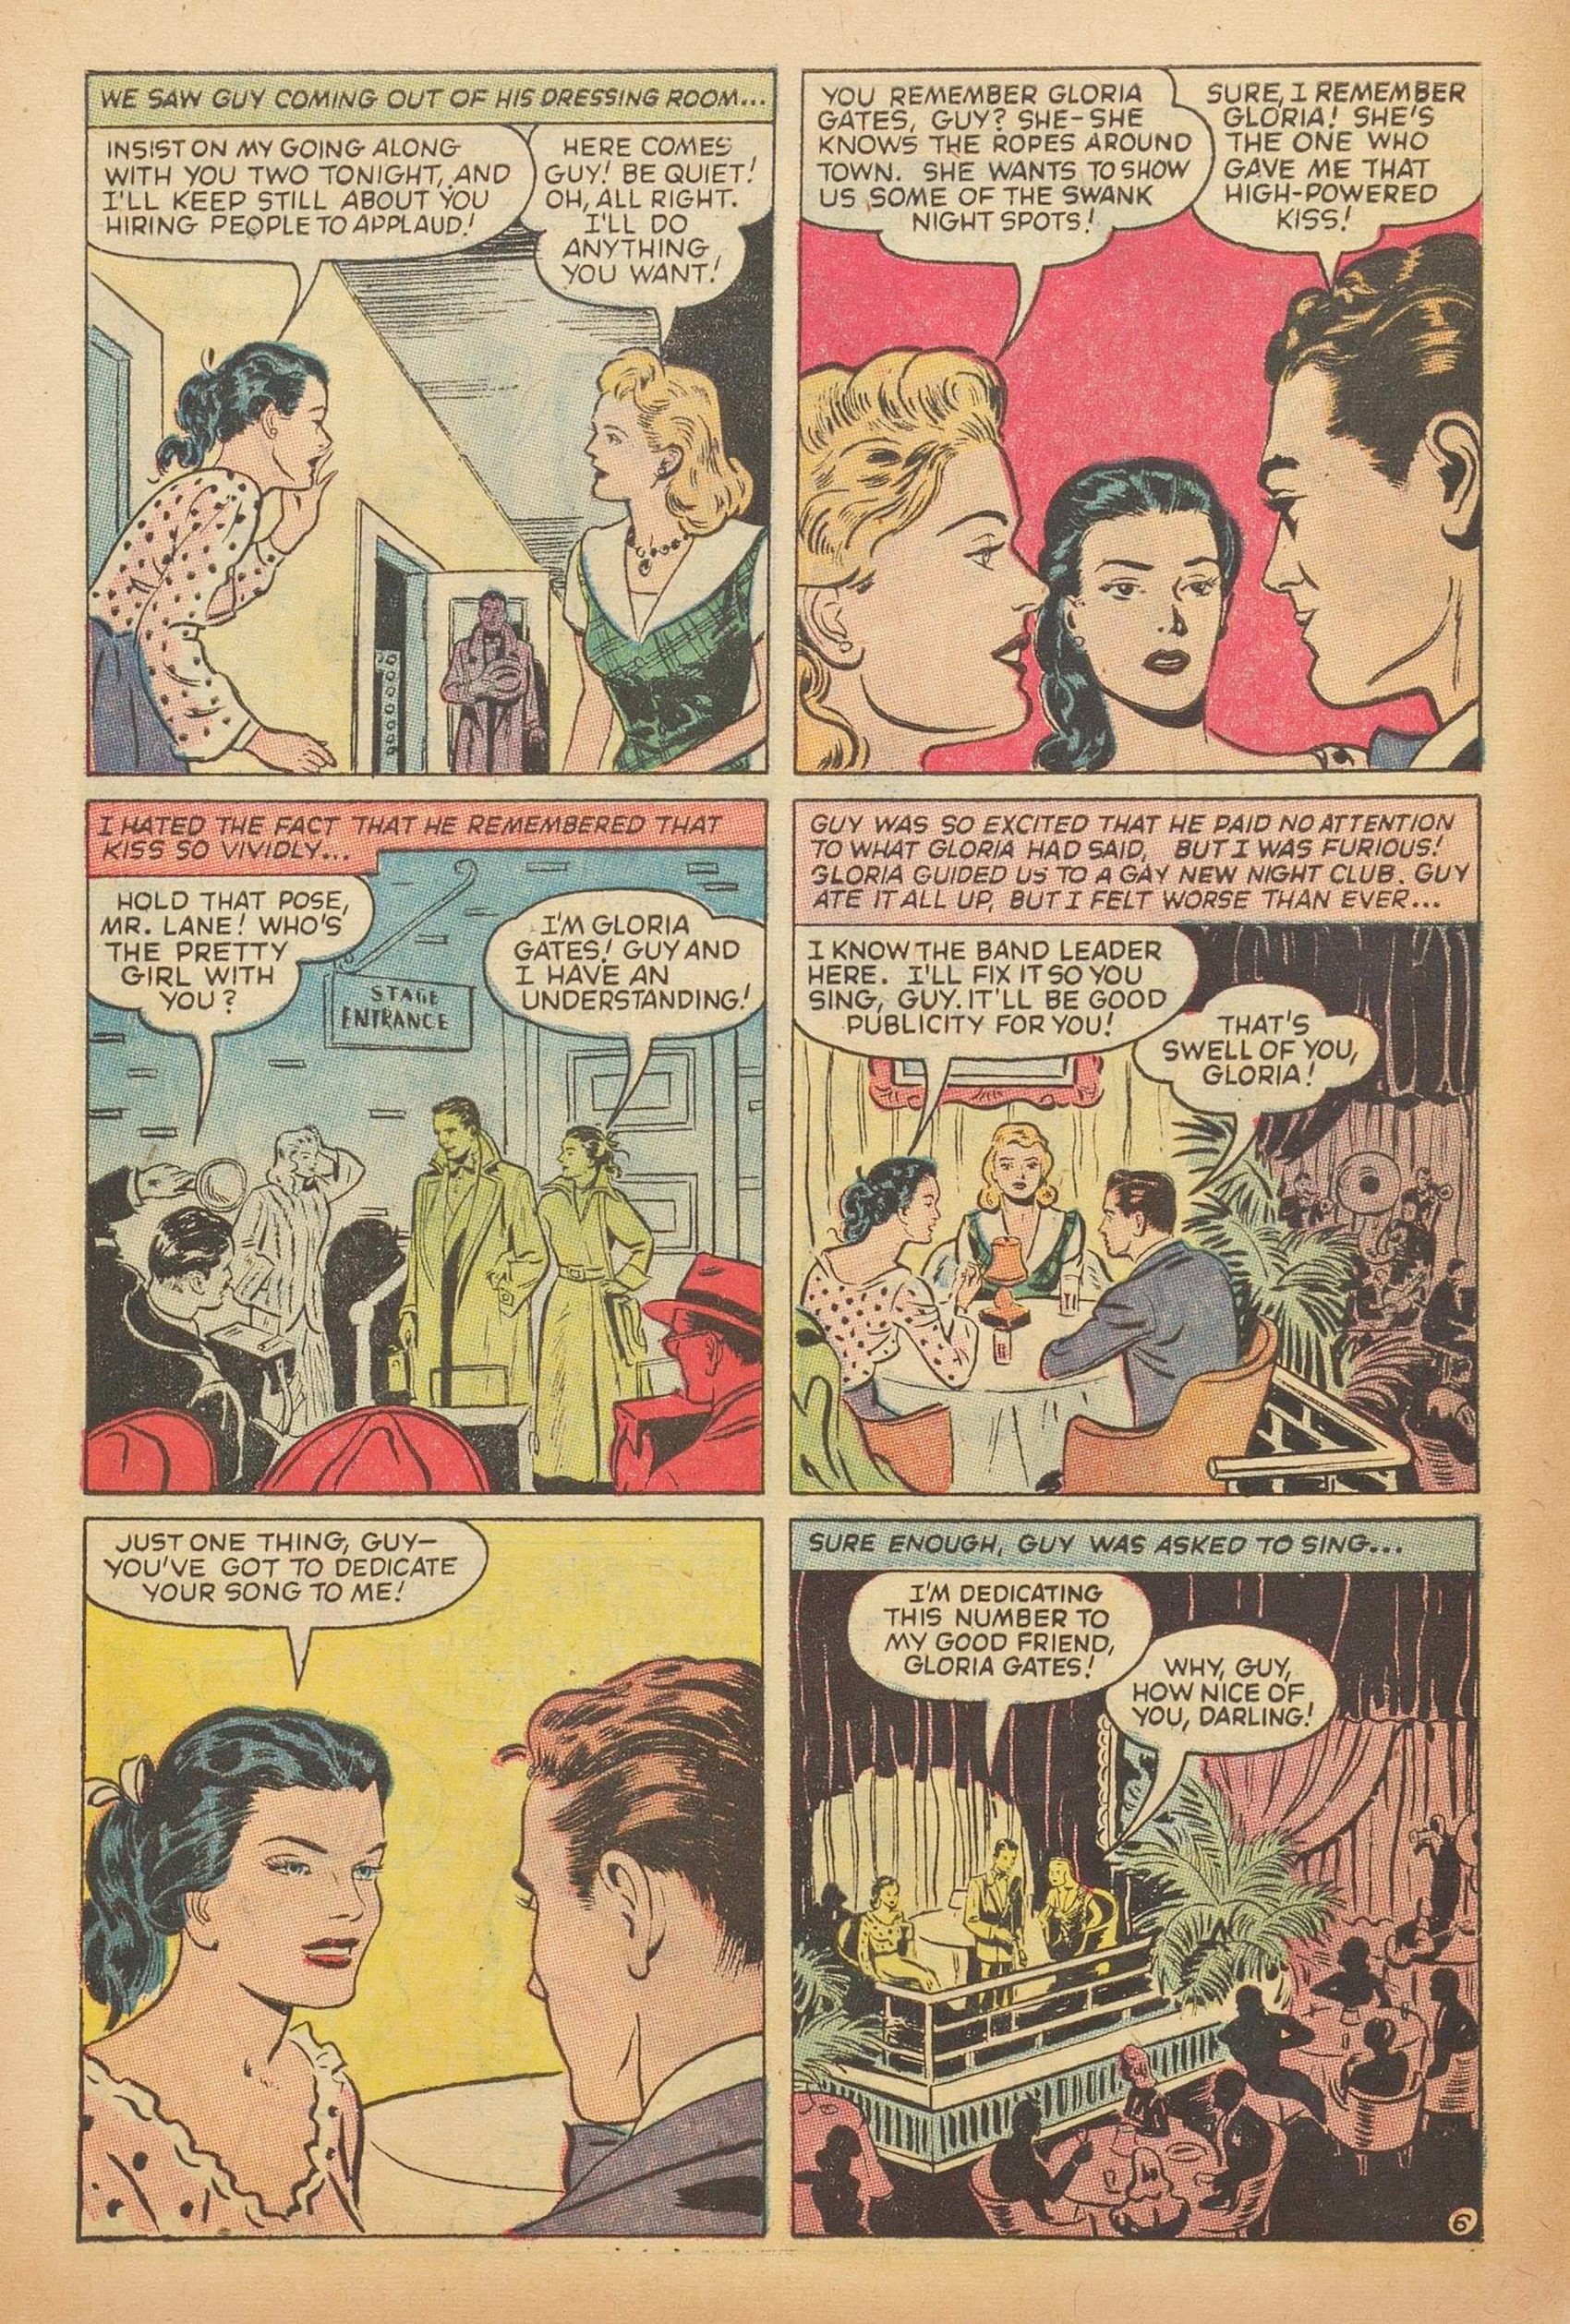 WE SAW GUY COMING OUT OF HIS DRESSING ROOM...
INSIST ON MY GOING ALONG
WITH YOU TWO TONIGHT, AND
I'LL KEEP STILL ABOUT YOU
HIRING PEOPLE TO APPLAUD!
HERE COMES
GUY! BE QUIET!
OH, ALL RIGHT.
I'LL DO
ANYTHING
YOU WANT!
YOU REMEMBER GLORIA
GATES, GUY? SHE-SHE
KNOWS THE ROPES AROUND
TOWN. SHE WANTS TO SHOW
US SOME OF THE SWANK
NIGHT SPOTS!
SURE, I REMEMBER
GLORIA! SHE'S
THE ONE WHO
GAVE ME THAT
HIGH-POWERED
KISS!
I HATED THE FACT THAT HE REMEMBERED THAT
KISS SO VIVIDLY...
HOLD THAT POSE,
MR. LANE! WHO'S
THE PRETTY
GIRL WITH
YOU?
I'M GLORIA
GATES! GUY AND
I HAVE AN
UNDERSTANDING!
STAGE
ENTRANCE
GUY WAS SO EXCITED THAT HE PAID NO ATTENTION
TO WHAT GLORIA HAD SAID, BUT I WAS FURIOUS!
GLORIA GUIDED US TO A GAY NEW NIGHT CLUB. GUY
ATE IT ALL UP, BUT I FELT WORSE THAN EVER...
I KNOW THE BAND LEADER
HERE. I'LL FIX IT SO YOU
SING, GUY. IT'LL BE GOOD
PUBLICITY FOR YOU!
THAT'S
SWELL OF YOU,
GLORIA!
JUST ONE THING, GUY-
YOU'VE GOT TO DEDICATE
YOUR SONG TO ME!
SURE ENOUGH, GUY WAS ASKED TO SING...
I'M DEDICATING
THIS NUMBER TO
MY GOOD FRIEND,
GLORIA GATES!
WHY, GUY,
HOW NICE OF
YOU, DARLING!
6